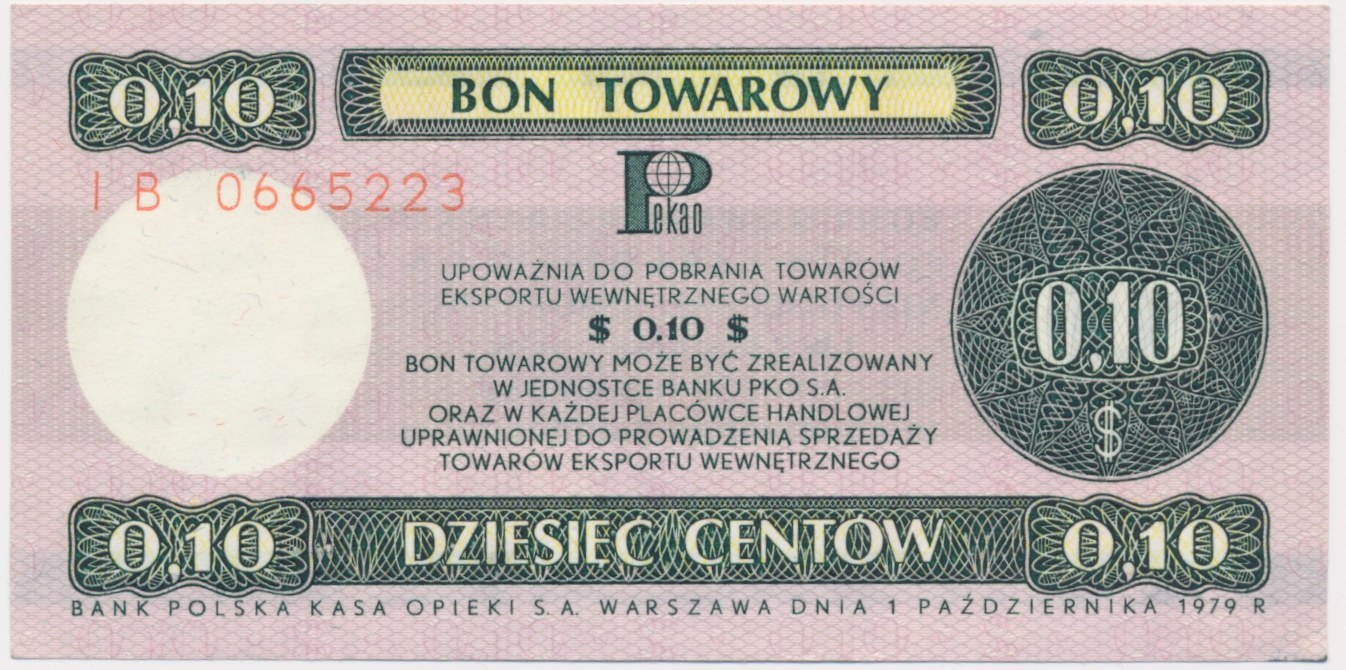 0,10 BON TOWAROWY 0,10
I B 0665223
Pekao
UPOWAŻNIA DO POBRANIA TOWARÓW
EKSPORTU WEWNĘTRZNEGO WARTOŚCI
$ 0.10 $
BON TOWAROWY MOŻE BYĆ ZREALIZOWANY
W JEDNOSTCE BANKU PKO S.A.
ORAZ W KAŻDEJ PLACÓWCE HANDLOWEJ
UPRAWNIONEJ DO PROWADZENIA SPRZEDAŻY
TOWARÓW EKSPORTU WEWNĘTRZNEGO
0,10
$
0,10 DZIESIĘĆ CENTÓW 0,10
BANK POLSKA KASA OPIEKI S.A. WARSZAWA DNIA 1 PAŹDZIERNIKA 1979 R